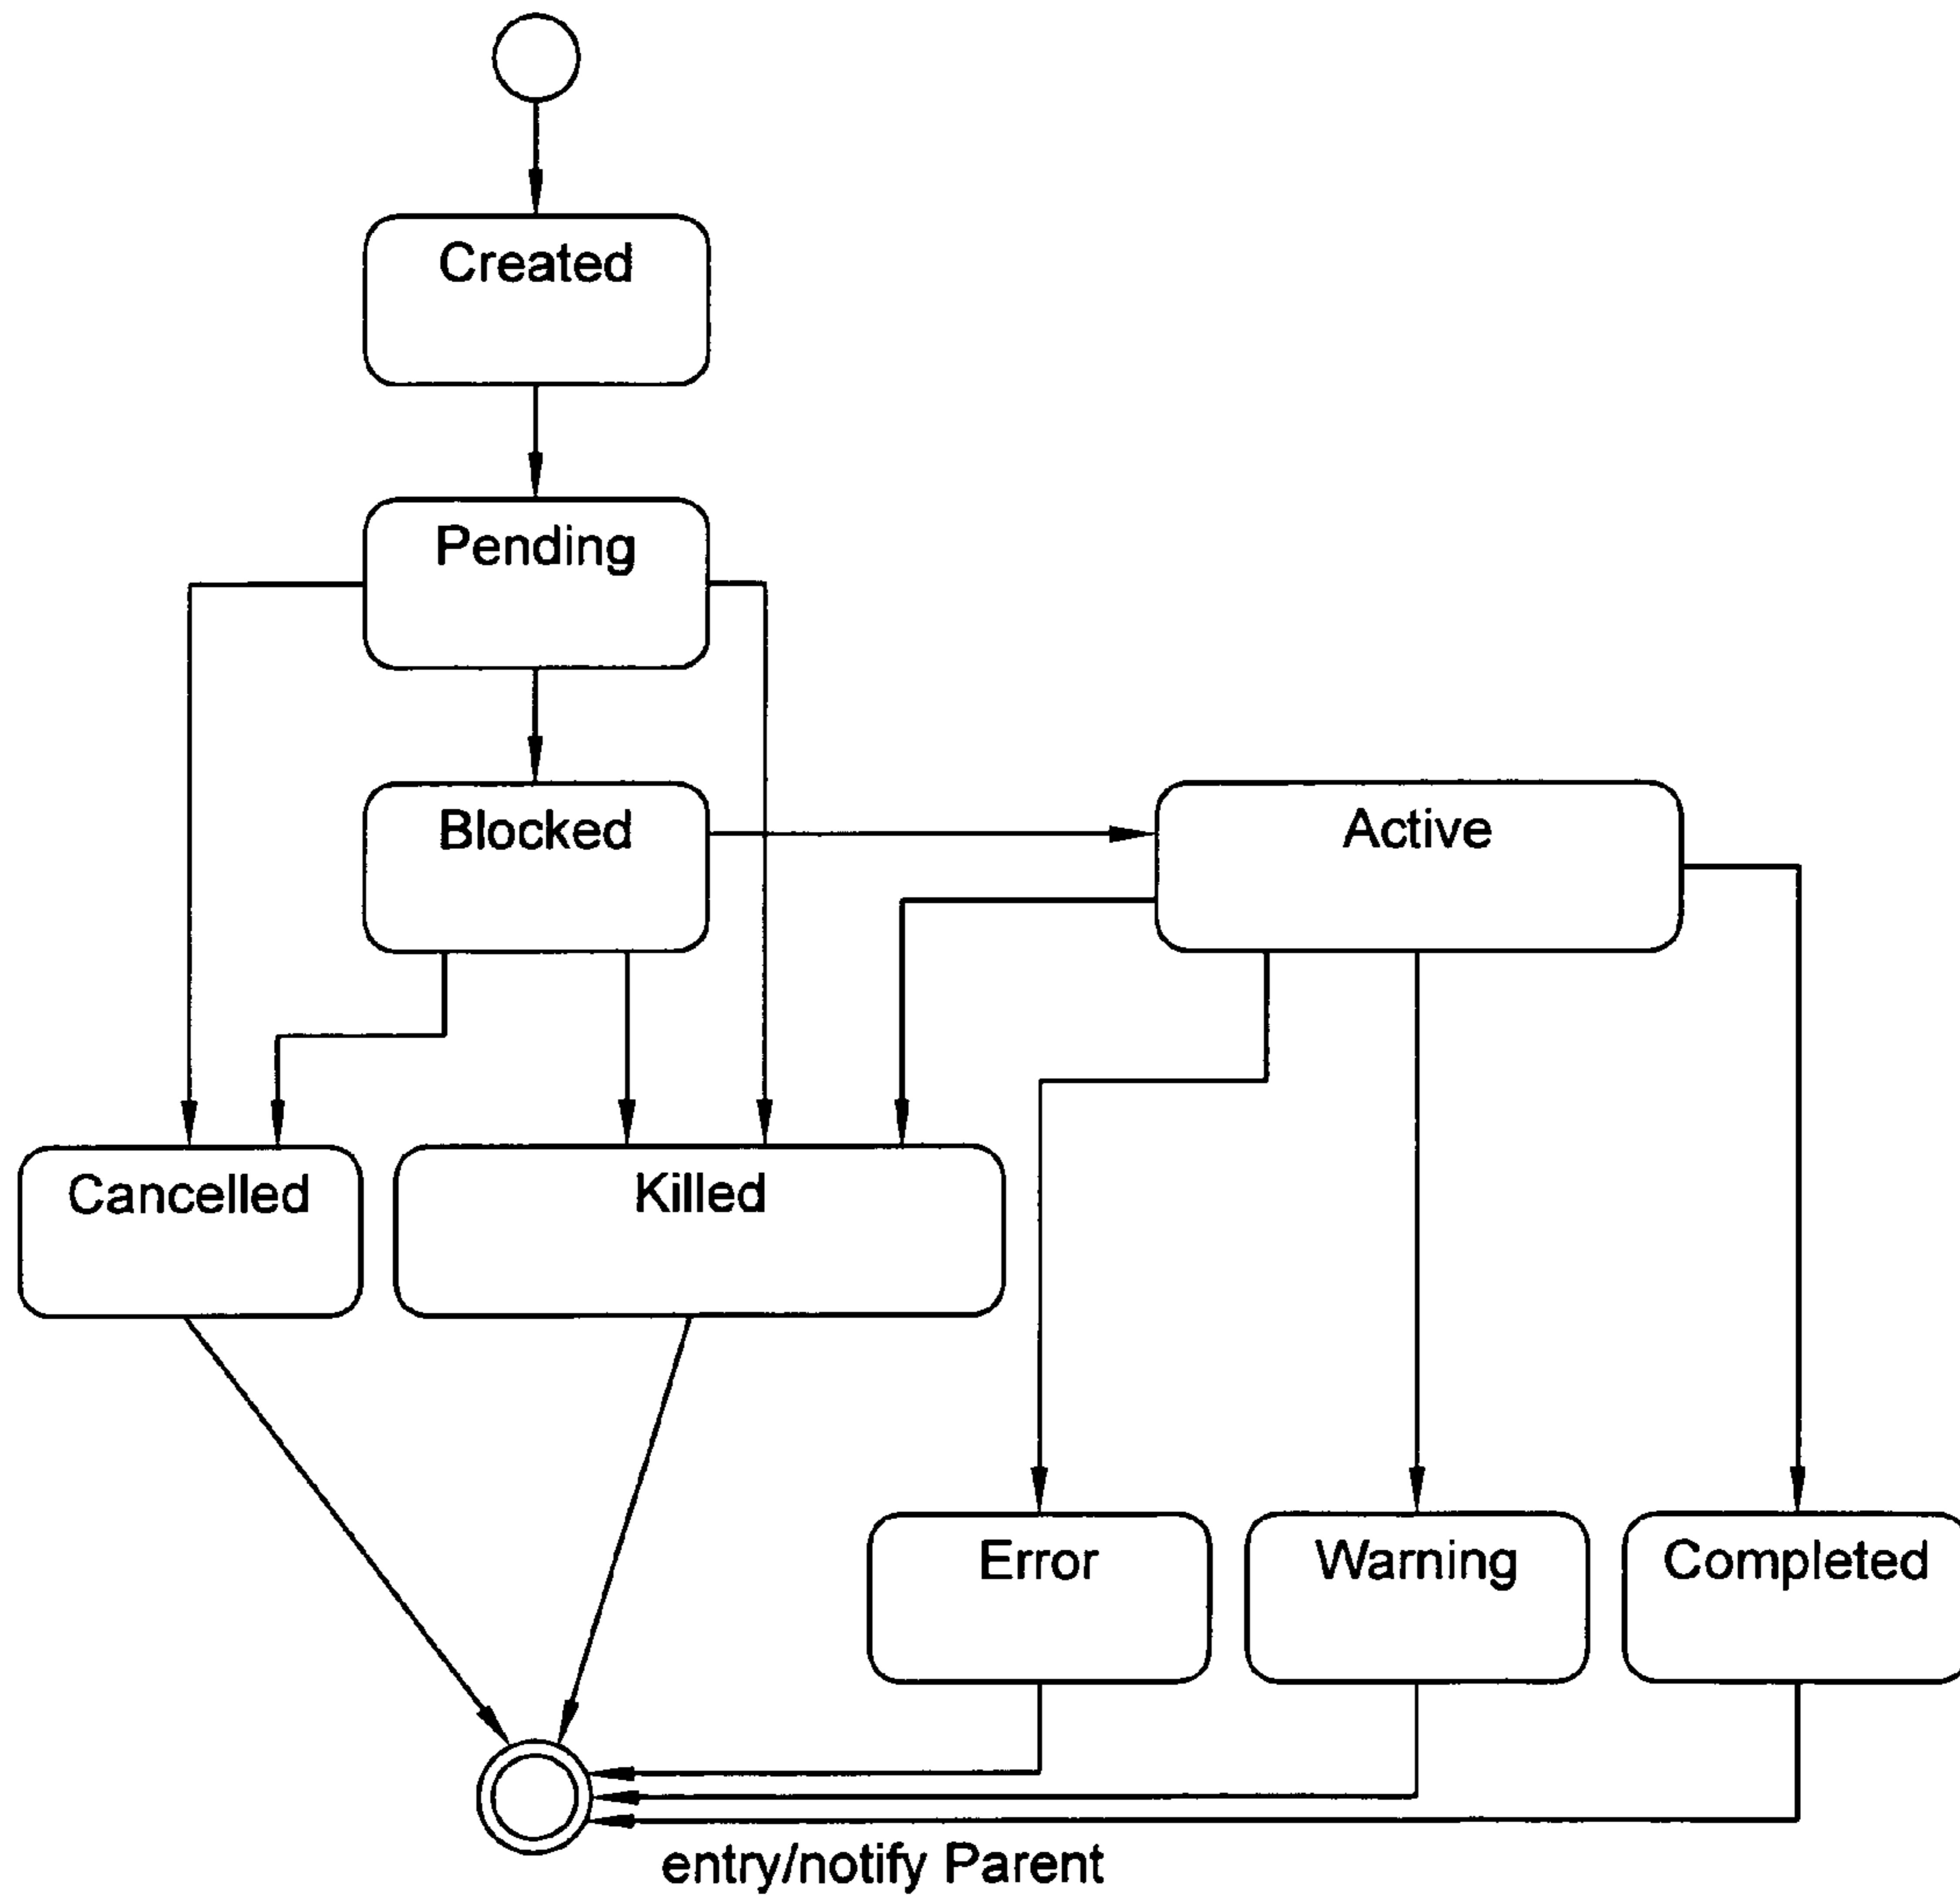 Created
Pending
Blocked
Active
Cancelled
Killed
Error
Warning
Completed
entry/notify Parent